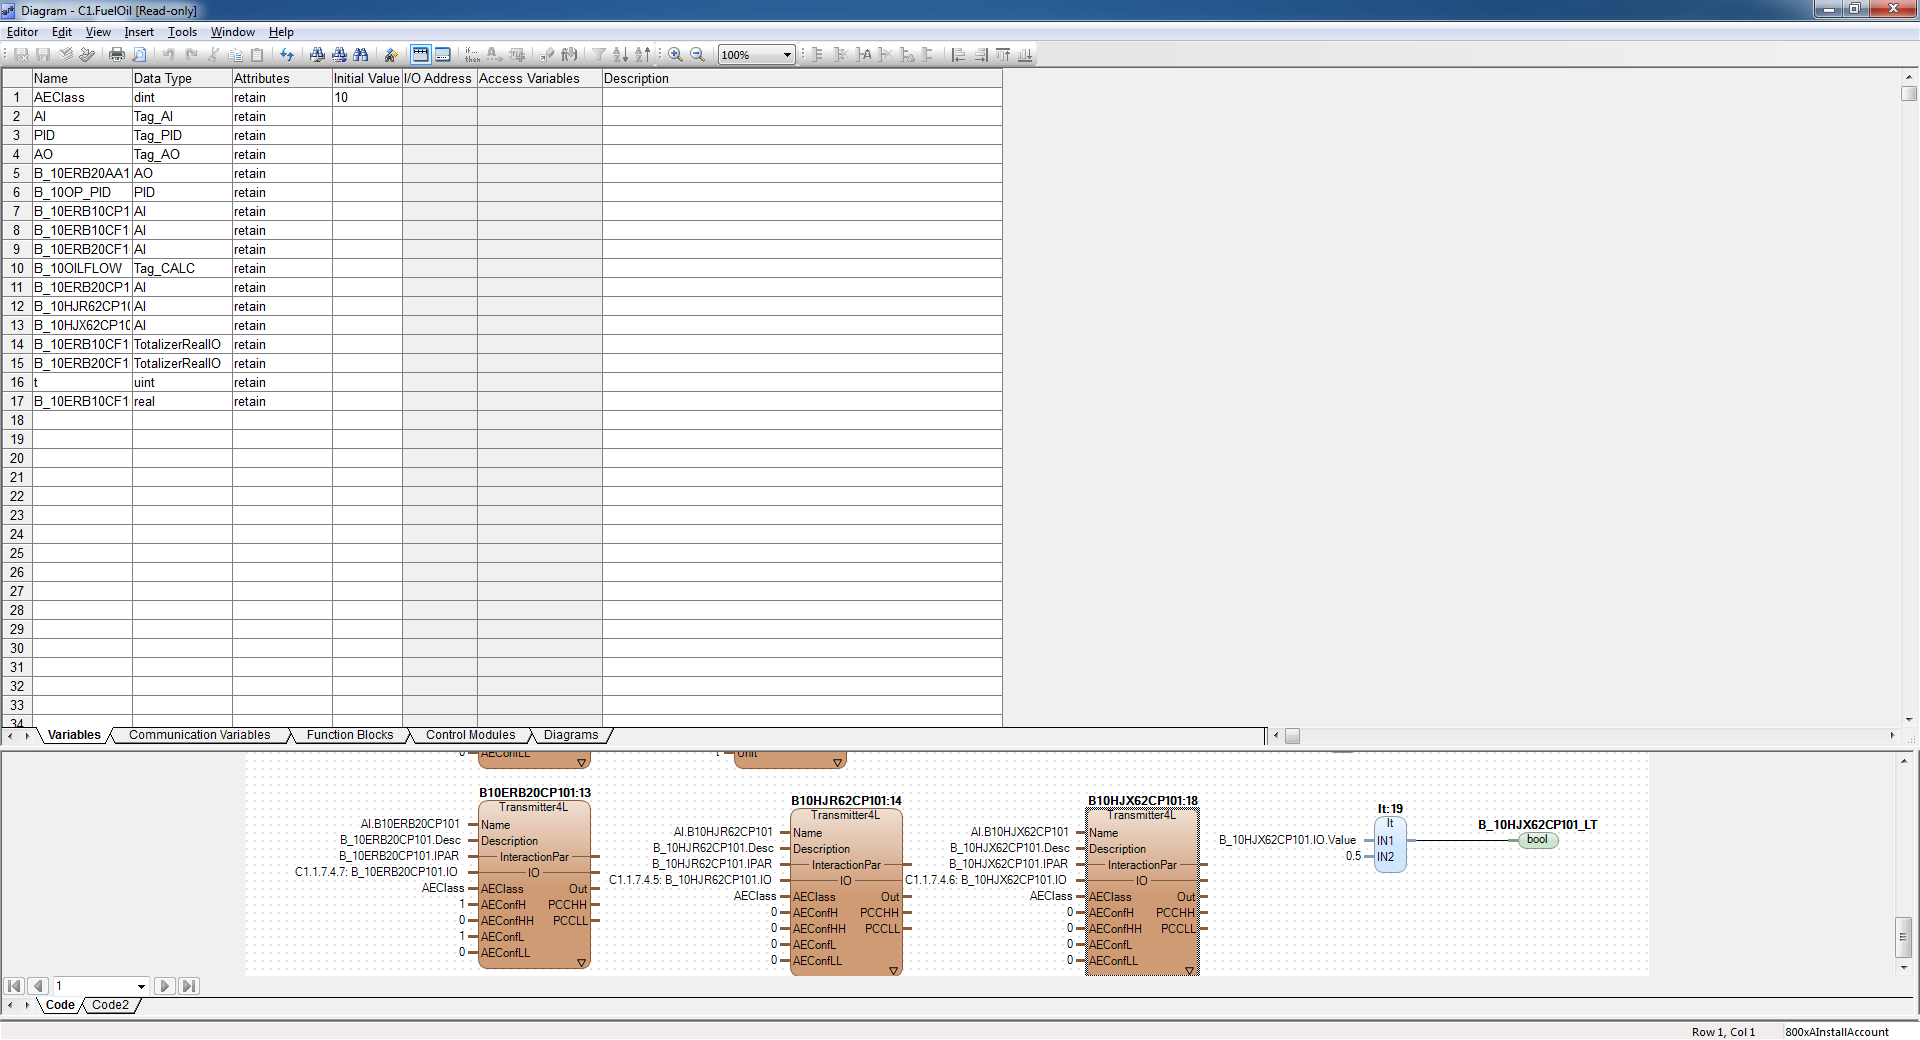 Diagram - C1.FuelOil [Read-only]
Editor Edit View Insert Tools Window Help
100%
Name Data Type Attributes Initial Value I/O Address Access Variables Description
1 AEClass dint retain 10
2 AI Tag_AI retain
3 PID Tag_PID retain
4 AO Tag_AO retain
5 B_10ERB20AA1 AO retain
6 B_10OP_PID PID retain
7 B_10ERB10CP1 AI retain
8 B_10ERB10CF1 AI retain
9 B_10ERB20CF1 AI retain
10 B_10OILFLOW Tag_CALC retain
11 B_10ERB20CP1 AI retain
12 B_10HJR62CP10 AI retain
13 B_10HJX62CP10 AI retain
14 B_10ERB10CF1 TotalizerRealIO retain
15 B_10ERB20CF1 TotalizerRealIO retain
16 t uint retain
17 B_10ERB10CF1 real retain
18
19
20
21
22
23
24
25
26
27
28
29
30
31
32
33
34
Variables Communication Variables Function Blocks Control Modules Diagrams
0 AEConfLL t Unit
B10ERB20CP101:13
Transmitter4L
AI.B10ERB20CP101 Name
B_10ERB20CP101.Desc Description
B_10ERB20CP101.IPAR InteractionPar
C1.1.7.4.7: B_10ERB20CP101.IO IO
AEClass AEClass Out
1 AEConfH PCCHH
0 AEConfHH PCCLL
1 AEConfL
0 AEConfLL
B10HJR62CP101:14
Transmitter4L
AI.B10HJR62CP101 Name
B_10HJR62CP101.Desc Description
B_10HJR62CP101.IPAR InteractionPar
C1.1.7.4.5: B_10HJR62CP101.IO IO
AEClass AEClass Out
0 AEConfH PCCHH
0 AEConfHH PCCLL
0 AEConfL
0 AEConfLL
B10HJX62CP101:18
Transmitter4L
AI.B10HJX62CP101 Name
B_10HJX62CP101.Desc Description
B_10HJX62CP101.IPAR InteractionPar
C1.1.7.4.6: B_10HJX62CP101.IO IO
AEClass AEClass Out
0 AEConfH PCCHH
0 AEConfHH PCCLL
0 AEConfL
0 AEConfLL
lt:19
lt
B_10HJX62CP101.IO.Value IN1
0.5 IN2
B_10HJX62CP101_LT
bool
1
Code Code2
Row 1, Col 1 800xAInstallAccount